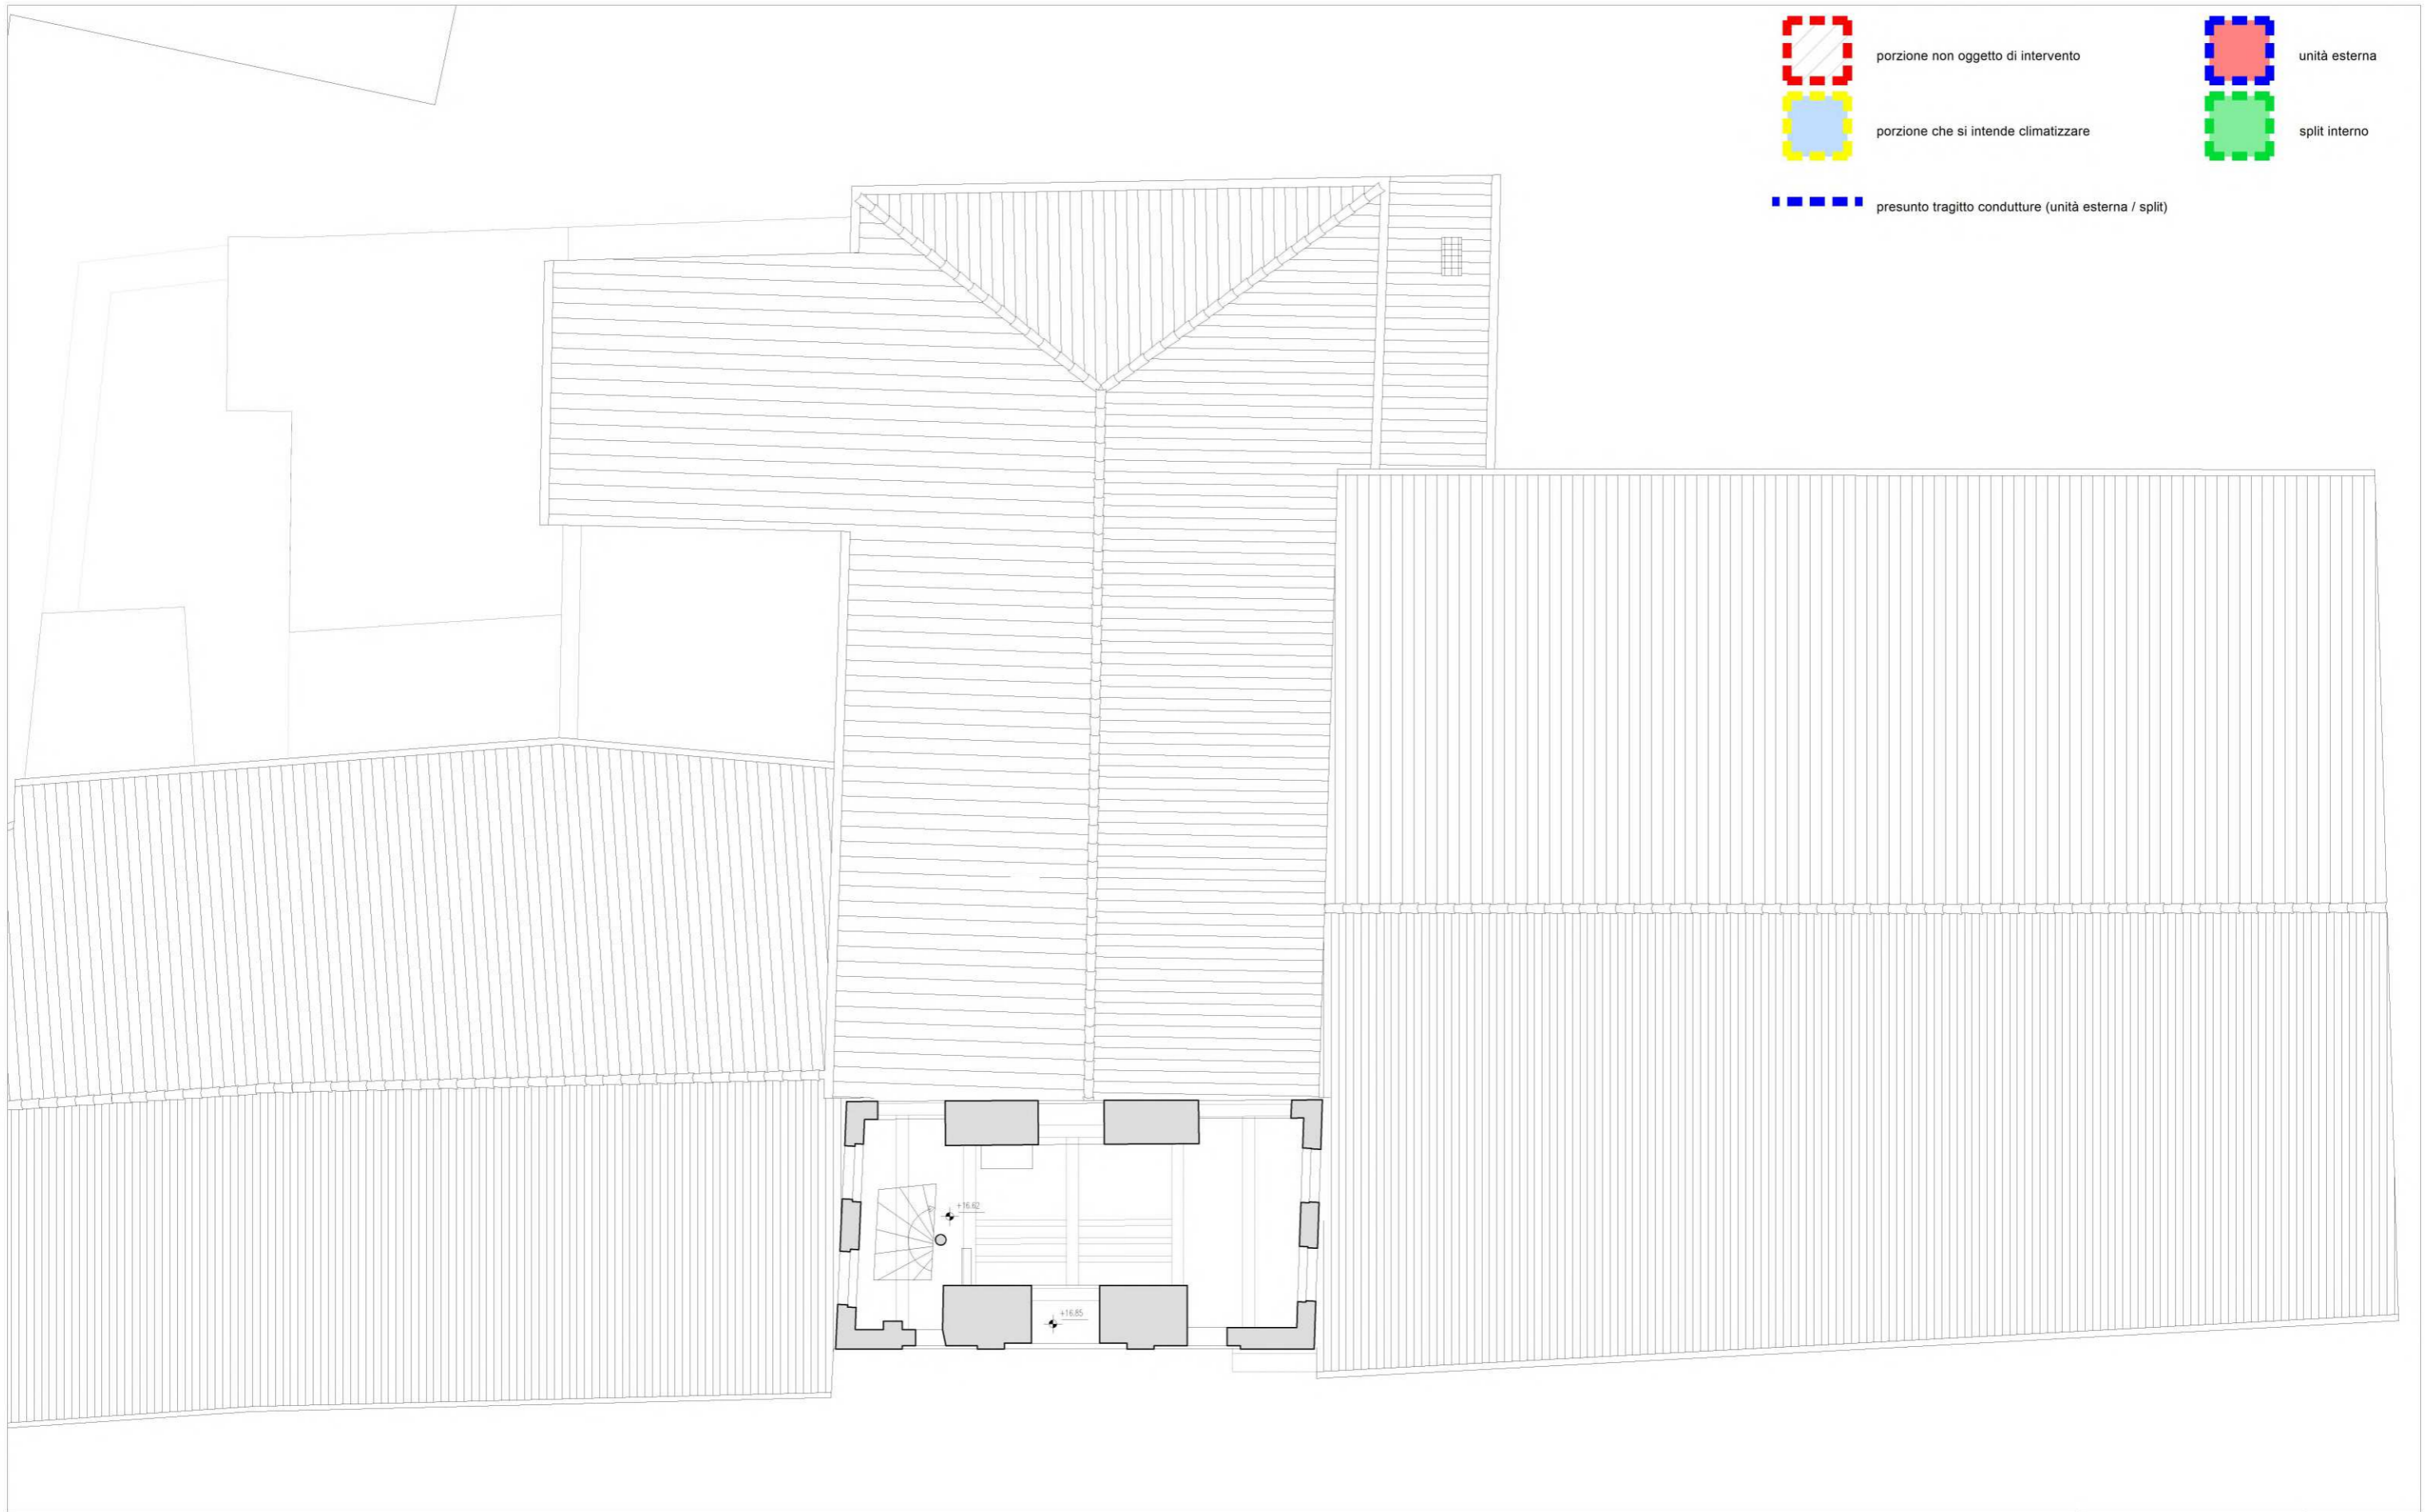 porzione non oggetto di intervento
unità esterna
porzione che si intende climatizzare
split interno
presunto tragitto condutture (unità esterna / split)
+16.62
+16.85